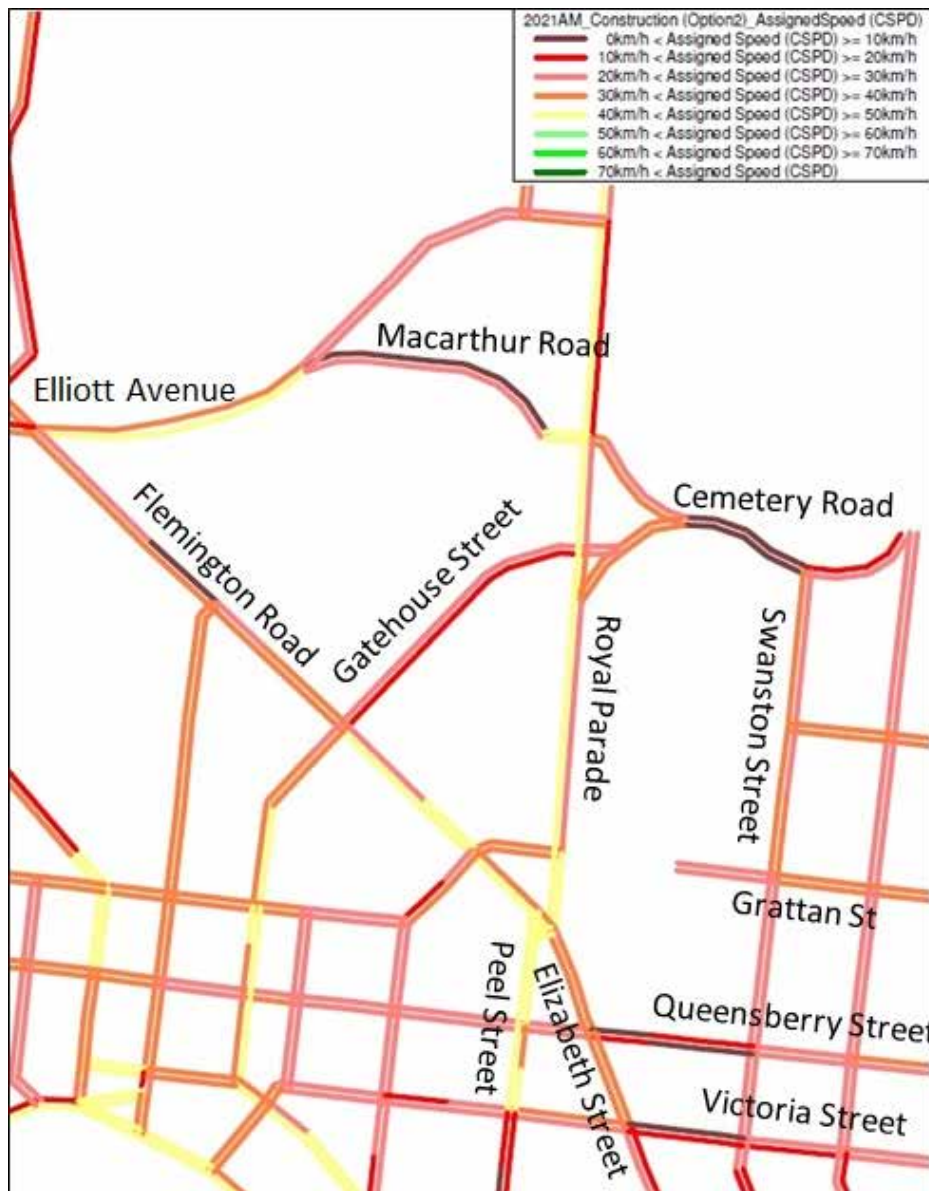 2021AM_Construction (Option2)_AssignedSpeed (CSPD)
0km/h < Assigned Speed (CSPD) >= 10km/h
10km/h < Assigned Speed (CSPD) >= 20km/h
20km/h < Assigned Speed (CSPD) >= 30km/h
30km/h < Assigned Speed (CSPD) >= 40km/h
40km/h < Assigned Speed (CSPD) >= 50km/h
50km/h < Assigned Speed (CSPD) >= 60km/h
60km/h < Assigned Speed (CSPD) >= 70km/h
70km/h < Assigned Speed (CSPD)
Macarthur Road
Elliott Avenue
Cemetery Road
Flemington Road
Gatehouse Street
Royal Parade
Swanston Street
Grattan St
Peel Street
Elizabeth Street
Queensberry Street
Victoria Street